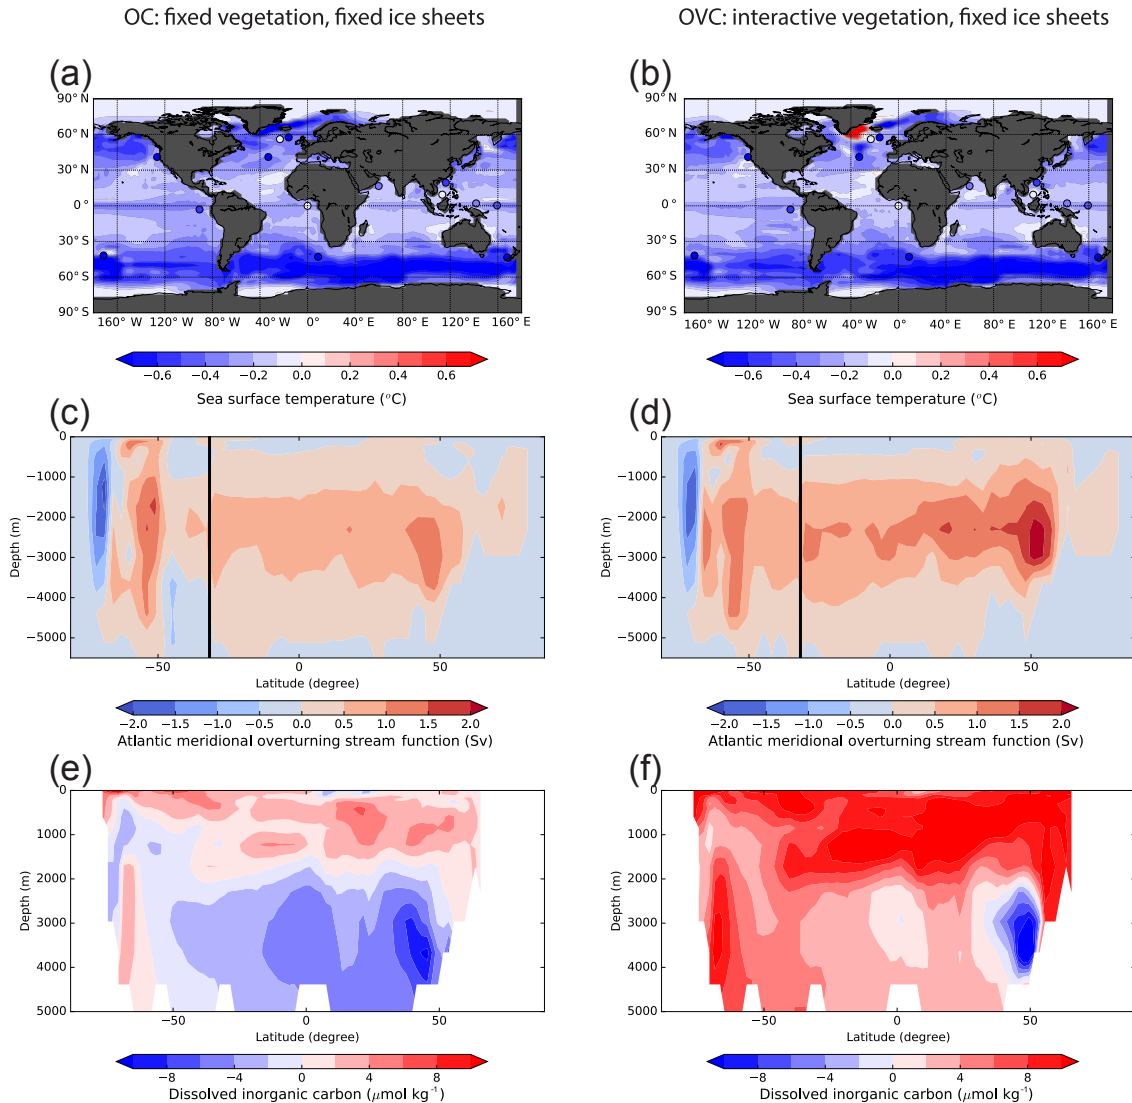 OC: fixed vegetation, fixed ice sheets
OVC: interactive vegetation, fixed ice sheets
(a)
90° N
60° N
30° N
0°
30° S
60° S
90° S
160° W 120° W 80° W 40° W 0° 40° E 80° E 120° E 160° E
−0.6 −0.4 −0.2 0.0 0.2 0.4 0.6
Sea surface temperature (°C)
(b)
90° N
60° N
30° N
0°
30° S
60° S
90° S
160° W 120° W 80° W 40° W 0° 40° E 80° E 120° E 160° E
−0.6 −0.4 −0.2 0.0 0.2 0.4 0.6
Sea surface temperature (°C)
(c)
0
−1000
−2000
−3000
−4000
−5000
Depth (m)
−50 0 50
Latitude (degree)
−2.0 −1.5 −1.0 −0.5 0.0 0.5 1.0 1.5 2.0
Atlantic meridional overturning stream function (Sv)
(d)
0
−1000
−2000
−3000
−4000
−5000
Depth (m)
−50 0 50
Latitude (degree)
−2.0 −1.5 −1.0 −0.5 0.0 0.5 1.0 1.5 2.0
Atlantic meridional overturning stream function (Sv)
(e)
0
1000
2000
3000
4000
5000
Depth (m)
−50 0 50
Latitude (degree)
−8 −4 0 4 8
Dissolved inorganic carbon (μmol kg⁻¹)
(f)
0
1000
2000
3000
4000
5000
Depth (m)
−50 0 50
Latitude (degree)
−8 −4 0 4 8
Dissolved inorganic carbon (μmol kg⁻¹)